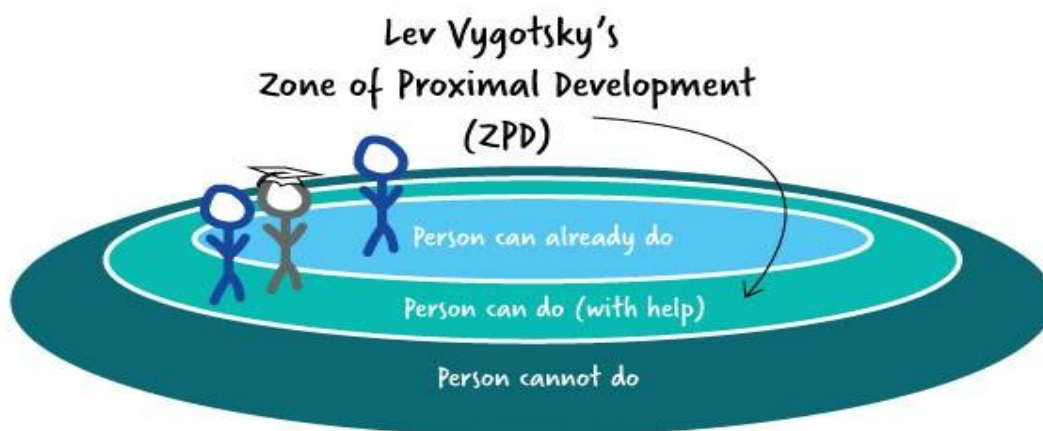 Lev Vygotsky's
Zone of Proximal Development
(ZPD)
Person can already do
Person can do (with help)
Person cannot do